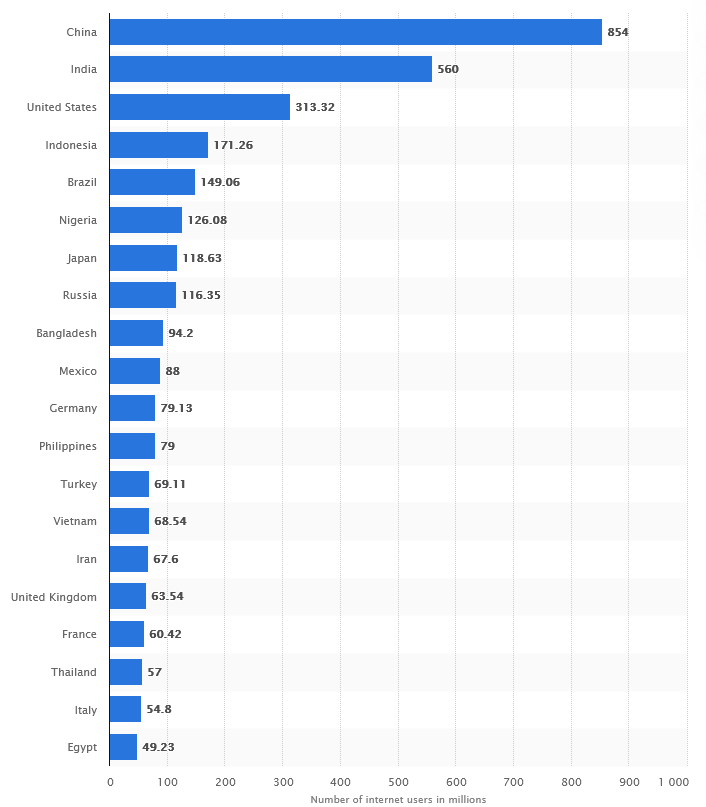 China 854
India 560
United States 313.32
Indonesia 171.26
Brazil 149.06
Nigeria 126.08
Japan 118.63
Russia 116.35
Bangladesh 94.2
Mexico 88
Germany 79.13
Philippines 79
Turkey 69.11
Vietnam 68.54
Iran 67.6
United Kingdom 63.54
France 60.42
Thailand 57
Italy 54.8
Egypt 49.23
0 100 200 300 400 500 600 700 800 900 1 000
Number of internet users in millions